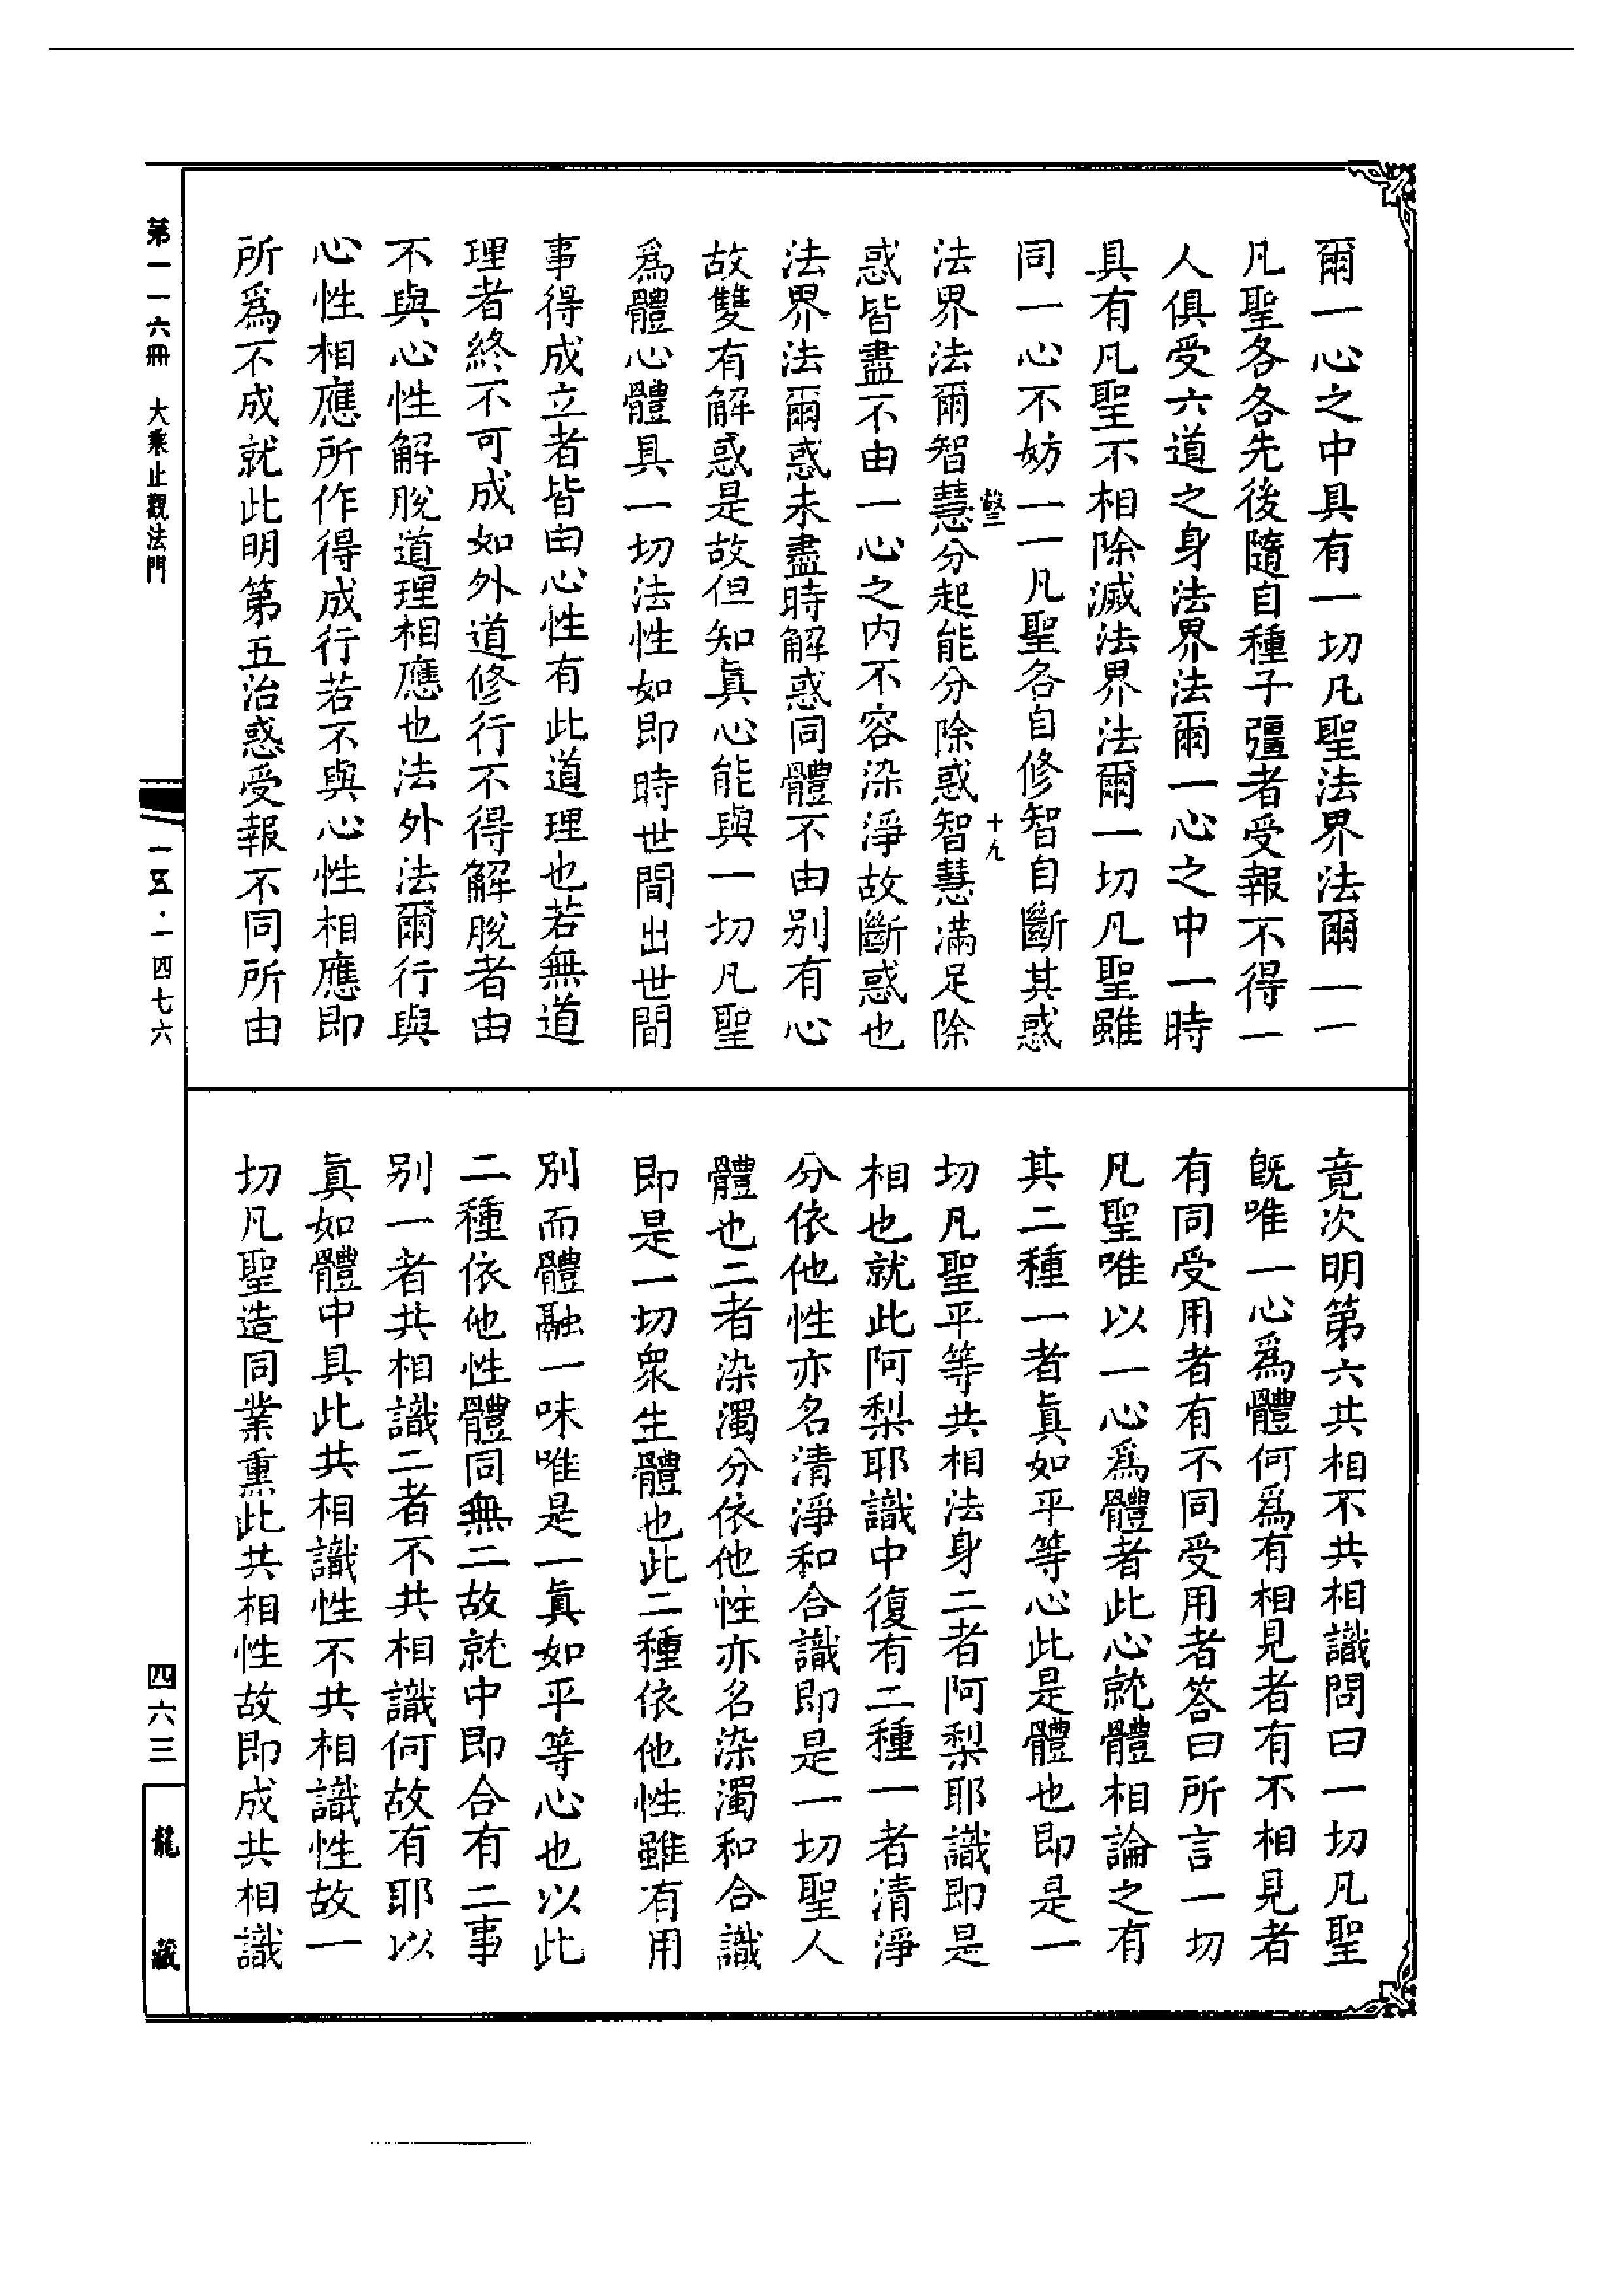 爾一心之中具有一切凡聖法界法爾一一
凡聖各各先後隨自種子彊者受報不得一
人俱受六道之身法界法爾一心之中一時
具有凡聖不相除滅法界法爾一切凡聖雖
同一心不妨一一凡聖各自修智自斷其惑
十九
法界法爾智慧分起能分除惑智慧滿足除
惑皆盡不由一心之內不容染淨故斷惑也
法界法爾惑未盡時解惑同體不由別有心
故雙有解惑是故但知真心能與一切凡聖
為體心體具一切法性如即時世間出世間
事得成立者皆由心性有此道理也若無道
理者終不可成如外道修行不得解脫者由
不與心性解脫道理相應也法外法爾行與
心性相應所作得成行若不與心性相應即
所為不成就此明第五治惑受報不同所由
竟次明第六共相不共相識問曰一切凡聖
既唯一心為體何為有相見者有不相見者
有同受用者有不同受用者答曰所言一切
凡聖唯以一心為體者此心就體相論之有
其二種一者真如平等心此是體也即是一
切凡聖平等共相法身二者阿梨耶識即是
相也就此阿梨耶識中復有二種一者清淨
分依他性亦名清淨和合識即是一切聖人
體也二者染濁分依他性亦名染濁和合識
即是一切眾生體也此二種依他性雖有用
別而體融一味唯是一真如平等心也以此
二種依他性體同無二故就中即合有二事
別一者共相識二者不共相識何故有耶以
真如體中具此共相識性不共相識性故一
切凡聖造同業熏此共相性故即成共相識
第一一六冊 大乘止觀法門
一五·一四七六
四六三
龍藏